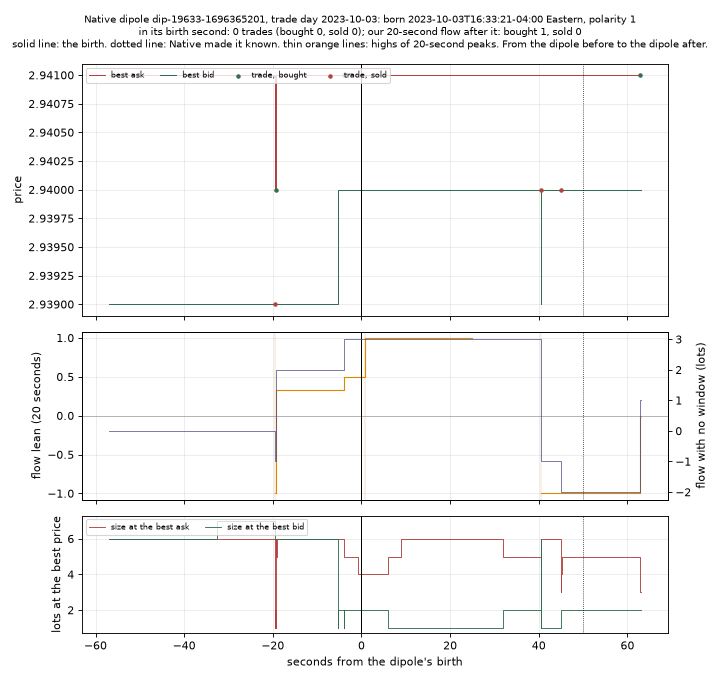 Native dipole dip-19633-1696365201, trade day 2023-10-03: born 2023-10-03T16:33:21-04:00 Eastern, polarity 1
in its birth second: 0 trades (bought 0, sold 0); our 20-second flow after it: bought 1, sold 0
solid line: the birth. dotted line: Native made it known. thin orange lines: highs of 20-second peaks. From the dipole before to the dipole after.
best ask best bid trade, bought trade, sold
2.94100
2.94075
2.94050
2.94025
2.94000
2.93975
2.93950
2.93925
2.93900
price
1.0
0.5
0.0
−0.5
−1.0
flow lean (20 seconds)
3
2
1
0
−1
−2
flow with no window (lots)
size at the best ask size at the best bid
6
4
2
lots at the best price
−60 −40 −20 0 20 40 60
seconds from the dipole's birth